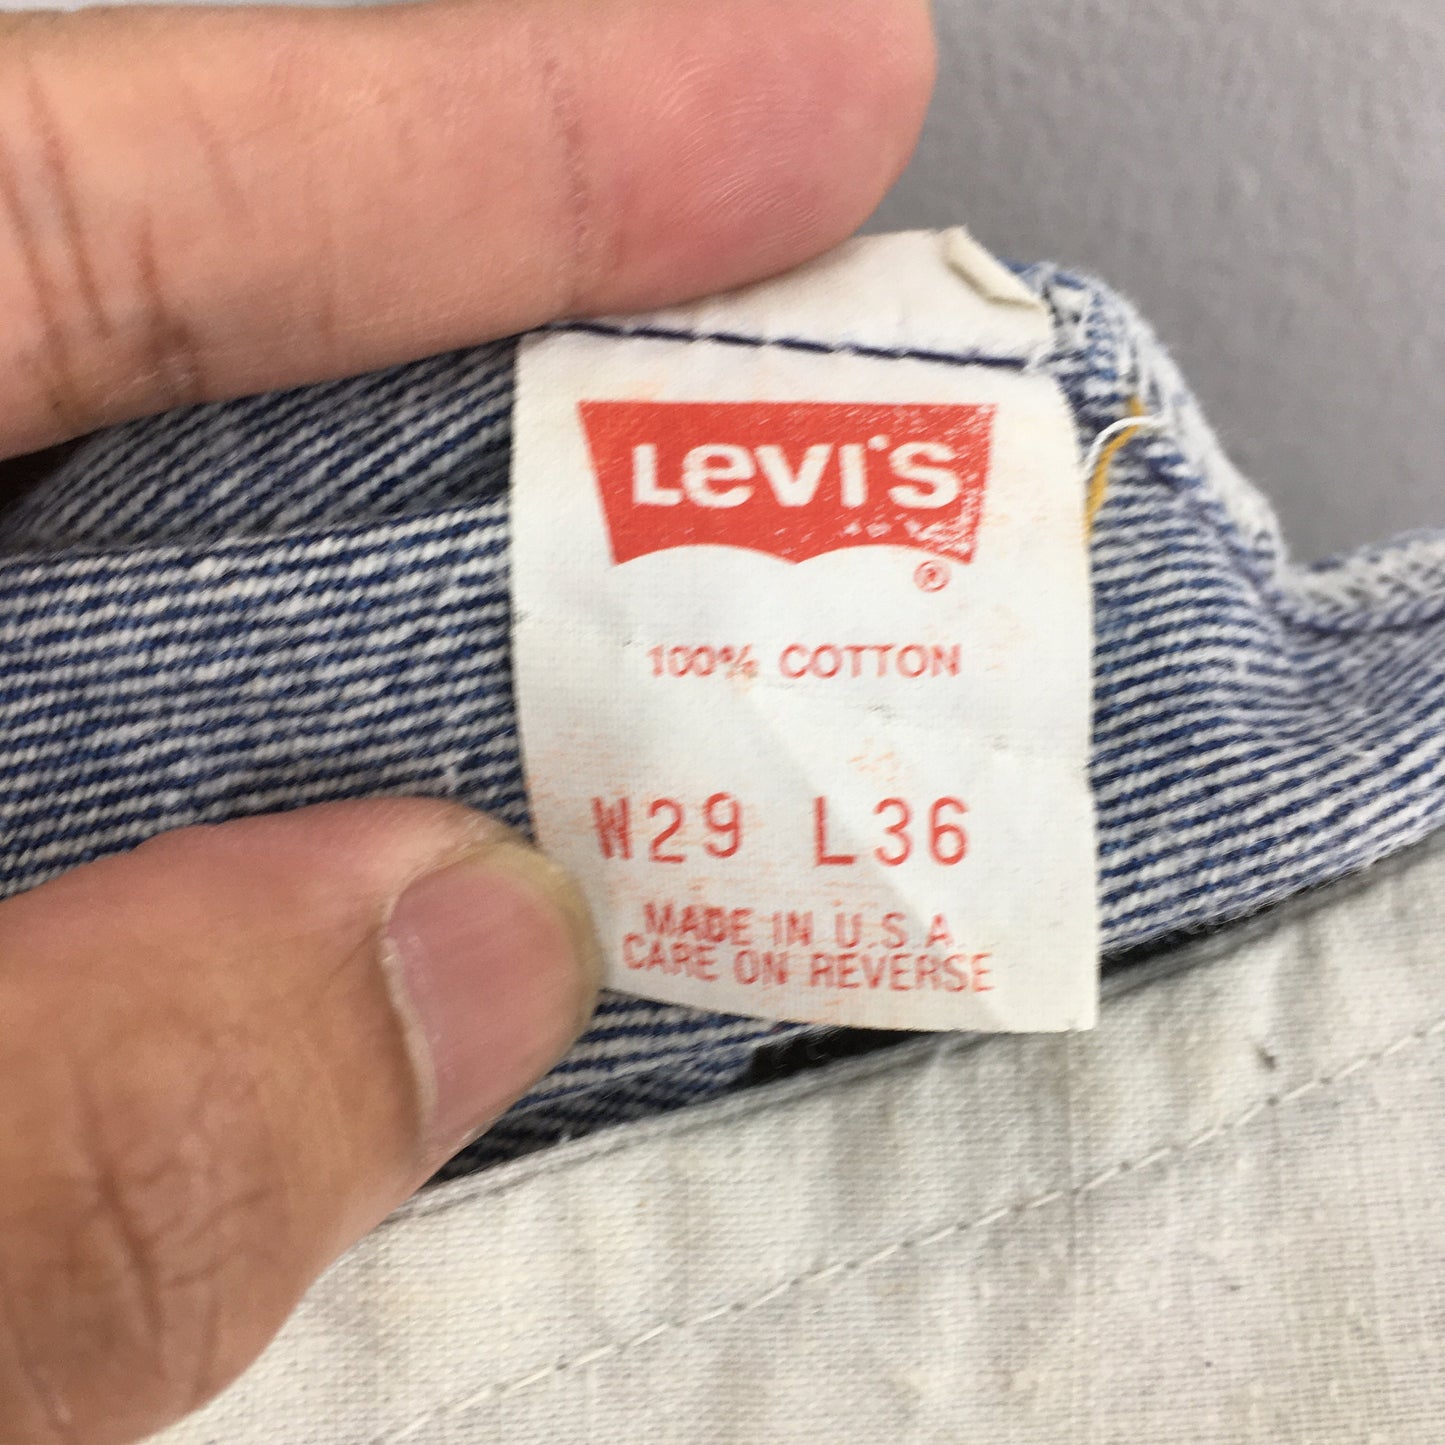 Levi's
®
100% COTTON
W29 L36
MADE IN U.S.A.
CARE ON REVERSE